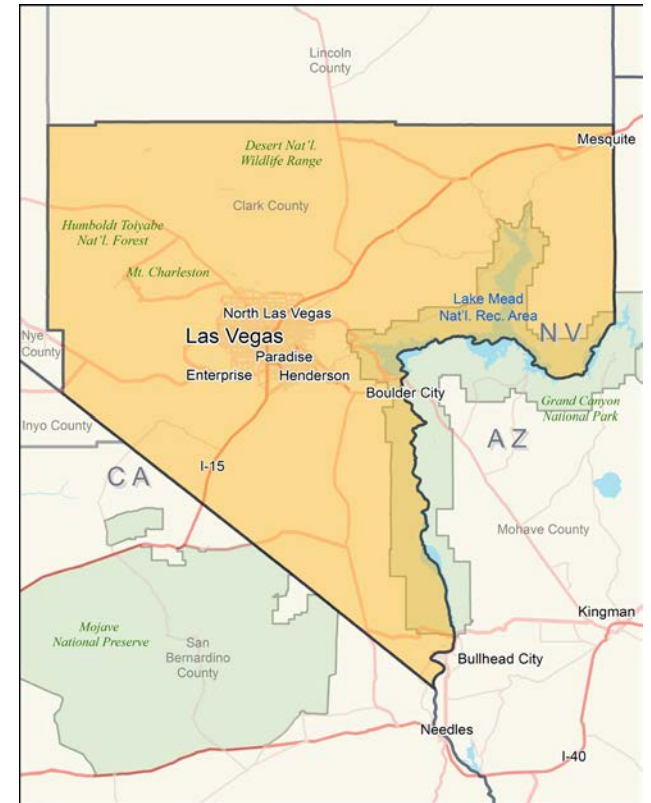 Lincoln
County
Mesquite
Desert Nat'l.
Wildlife Range
Clark County
Humboldt Toiyabe
Nat'l. Forest
Mt. Charleston
Lake Mead
Nat'l. Rec. Area
North Las Vegas
NV
Las Vegas
Nye
County
Paradise
Enterprise
Henderson
Boulder City
Grand Canyon
National Park
Inyo County
AZ
CA
I-15
Mohave County
Kingman
Mojave
National Preserve
San
Bernardino
County
Bullhead City
Needles
I-40